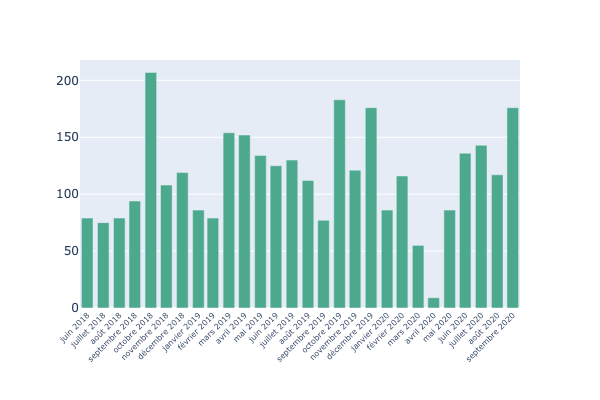 200
150
100
50
0
juin 2018
juillet 2018
août 2018
septembre 2018
octobre 2018
novembre 2018
décembre 2018
janvier 2019
février 2019
mars 2019
avril 2019
mai 2019
juin 2019
juillet 2019
août 2019
septembre 2019
octobre 2019
novembre 2019
décembre 2019
janvier 2020
février 2020
mars 2020
avril 2020
mai 2020
juin 2020
juillet 2020
août 2020
septembre 2020